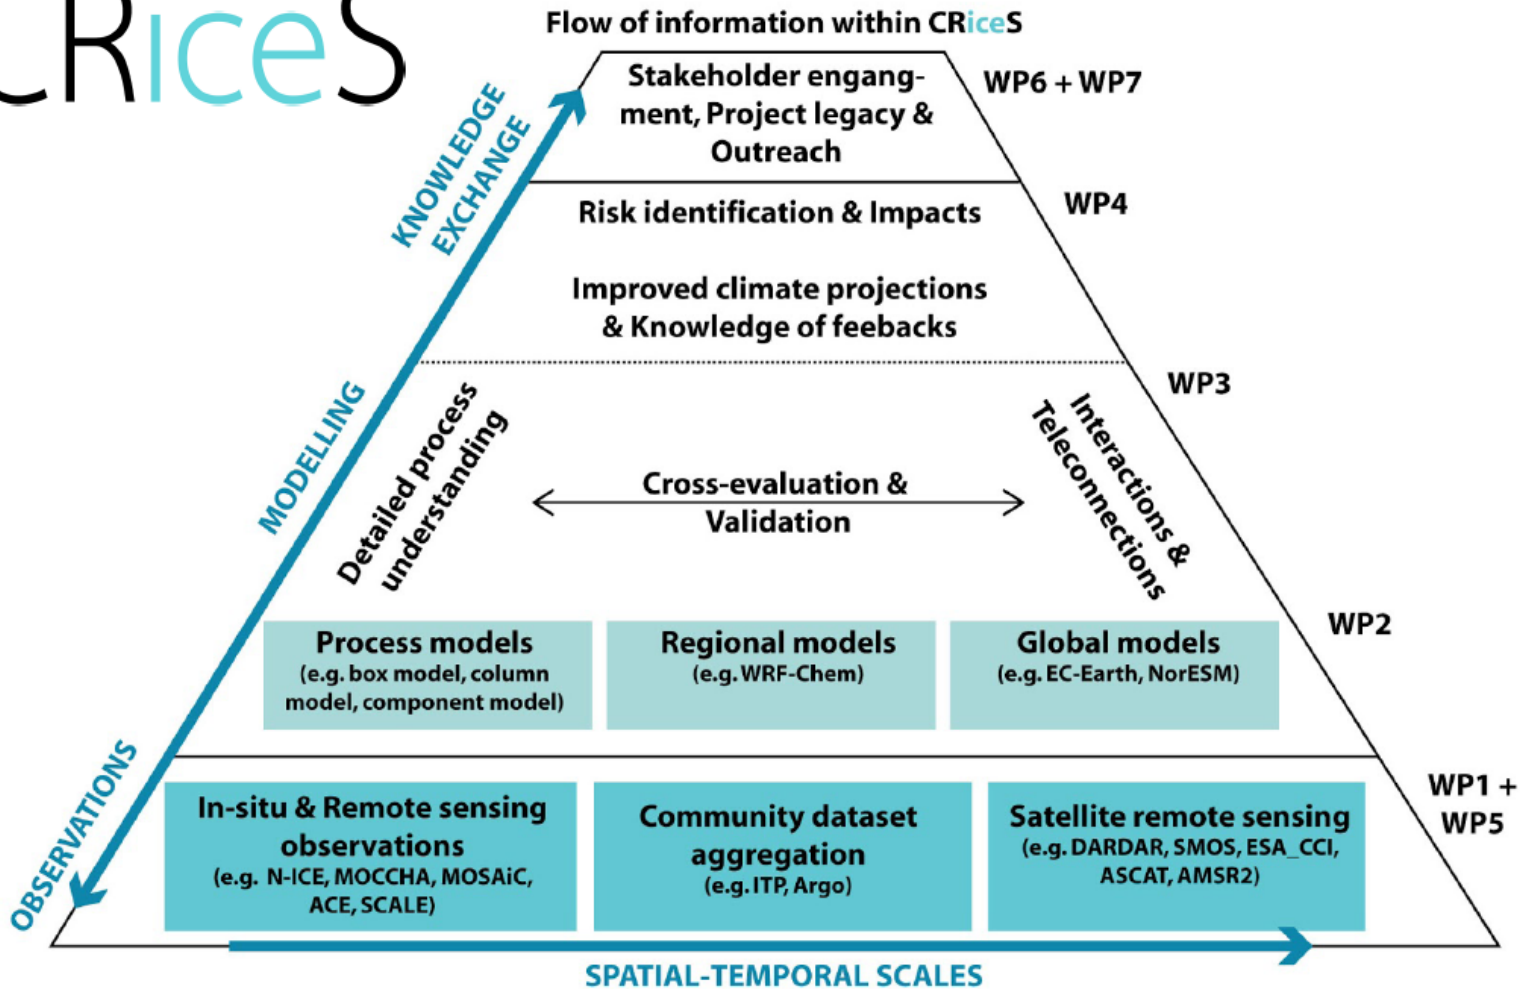 CRiceS
Flow of information within CRiceS
Stakeholder engang-
ment, Project legacy &
Outreach
WP6 + WP7
KNOWLEDGE
EXCHANGE
Risk identification & Impacts
WP4
Improved climate projections
& Knowledge of feebacks
WP3
MODELLING
Detailed process
understanding
Cross-evaluation &
Validation
Interactions &
Teleconnections
WP2
Process models
(e.g. box model, column
model, component model)
Regional models
(e.g. WRF-Chem)
Global models
(e.g. EC-Earth, NorESM)
OBSERVATIONS
WP1 +
WP5
In-situ & Remote sensing
observations
(e.g. N-ICE, MOCCHA, MOSAiC,
ACE, SCALE)
Community dataset
aggregation
(e.g. ITP, Argo)
Satellite remote sensing
(e.g. DARDAR, SMOS, ESA_CCI,
ASCAT, AMSR2)
SPATIAL-TEMPORAL SCALES